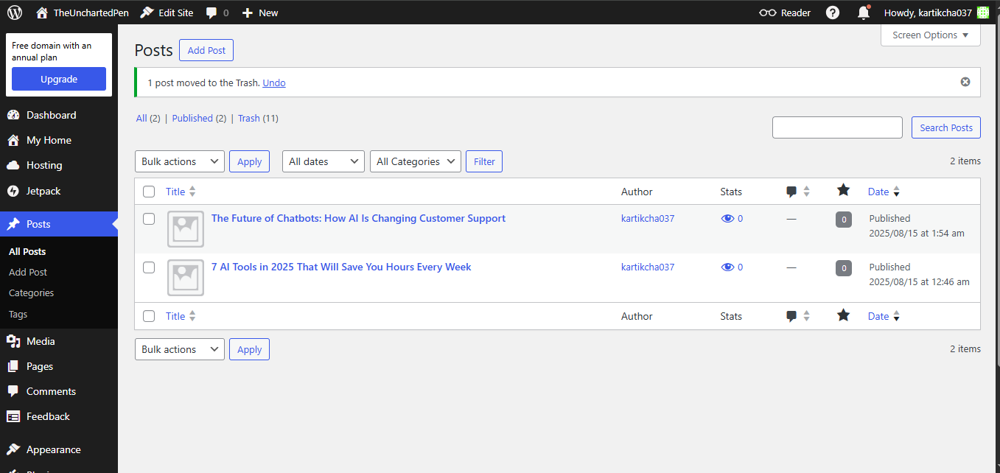 TheUnchartedPen Edit Site 0 New Reader Howdy, kartikcha037
Free domain with an
annual plan
Upgrade
Dashboard
My Home
Hosting
Jetpack
Posts
All Posts
Add Post
Categories
Tags
Media
Pages
Comments
Feedback
Appearance
Screen Options
Posts Add Post
1 post moved to the Trash. Undo
All (2) | Published (2) | Trash (11)
Search Posts
Bulk actions Apply All dates All Categories Filter 2 items
Title Author Stats Date
The Future of Chatbots: How AI Is Changing Customer Support kartikcha037 0 — 0 Published
2025/08/15 at 1:54 am
7 AI Tools in 2025 That Will Save You Hours Every Week kartikcha037 0 — 0 Published
2025/08/15 at 12:46 am
Title Author Stats Date
Bulk actions Apply 2 items